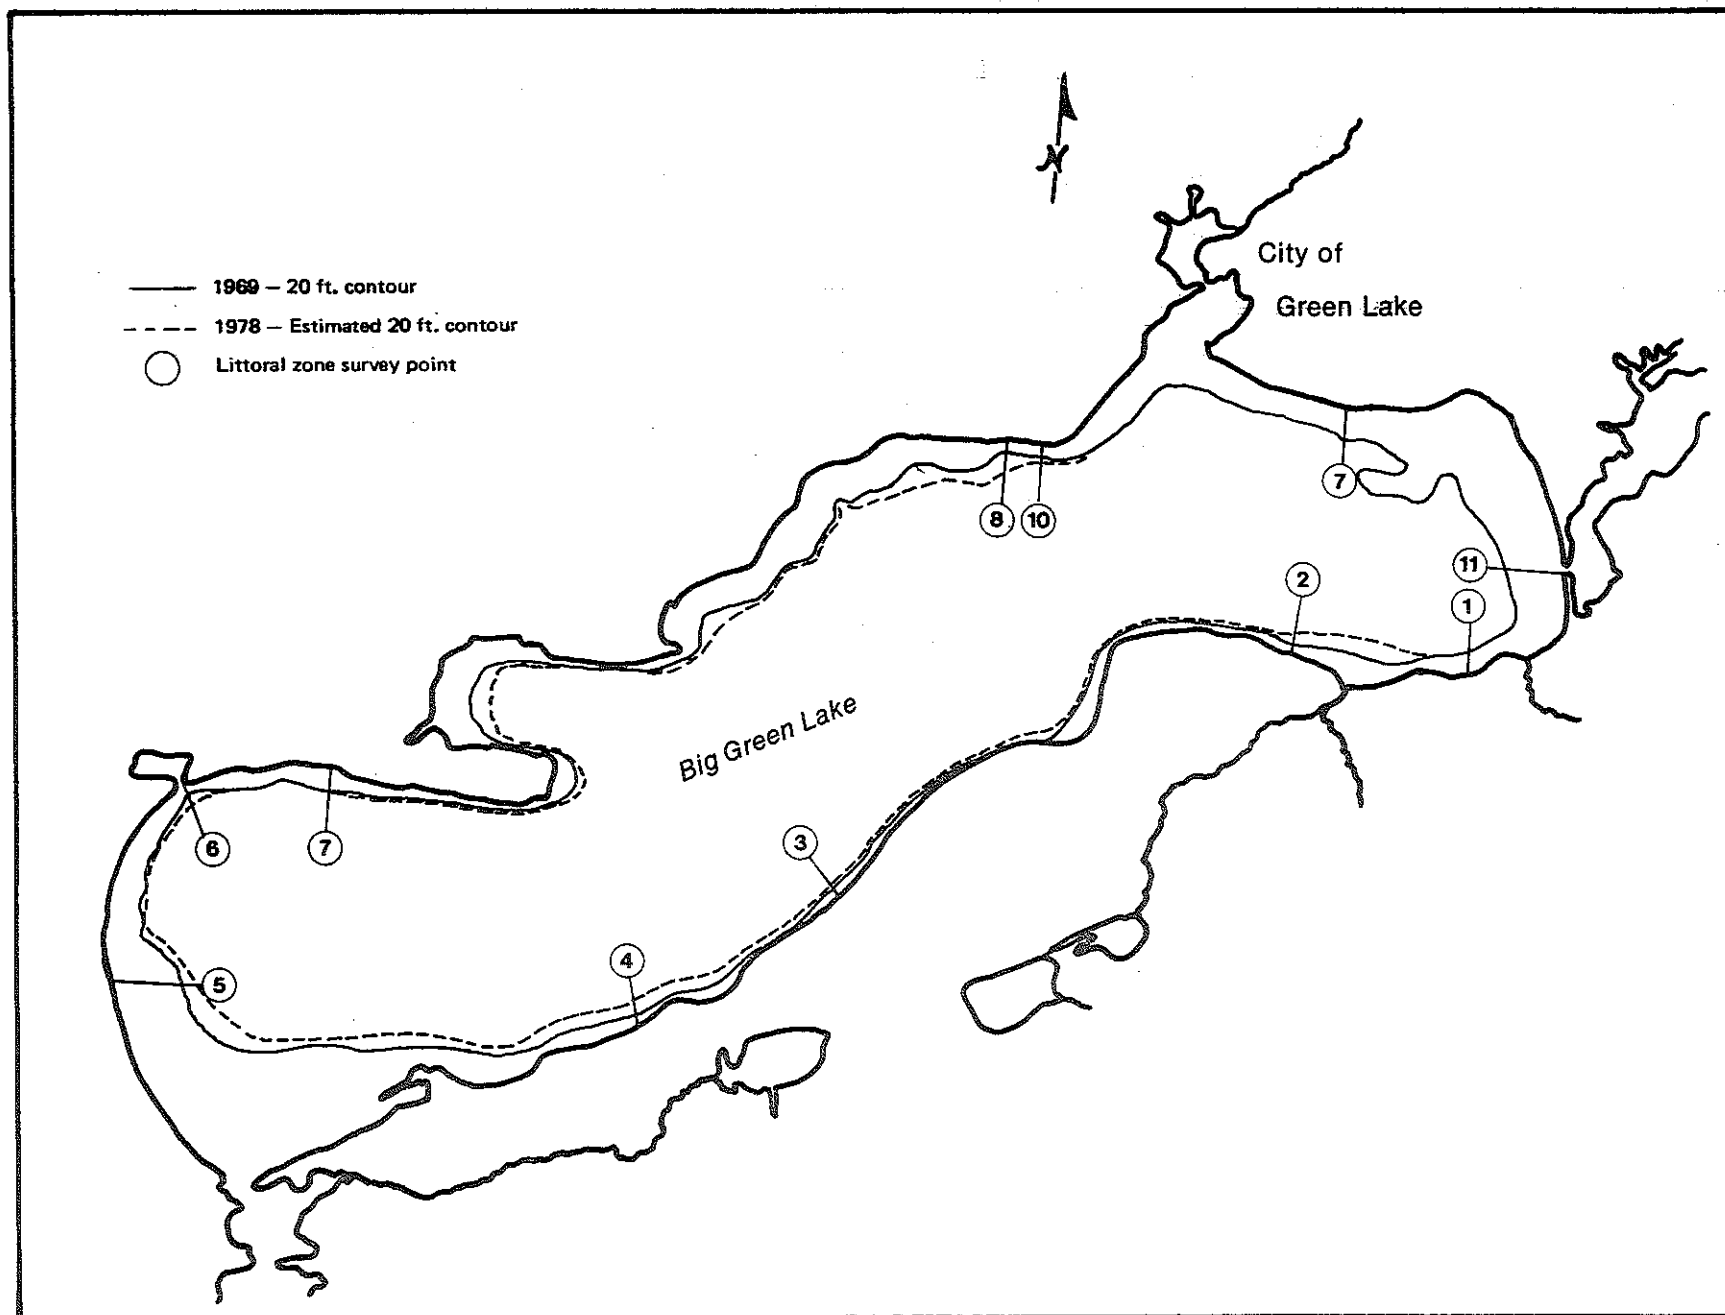 N
City of
Green Lake
1969 – 20 ft. contour
1978 – Estimated 20 ft. contour
Littoral zone survey point
7
8
10
11
2
1
Big Green Lake
3
6
7
4
5